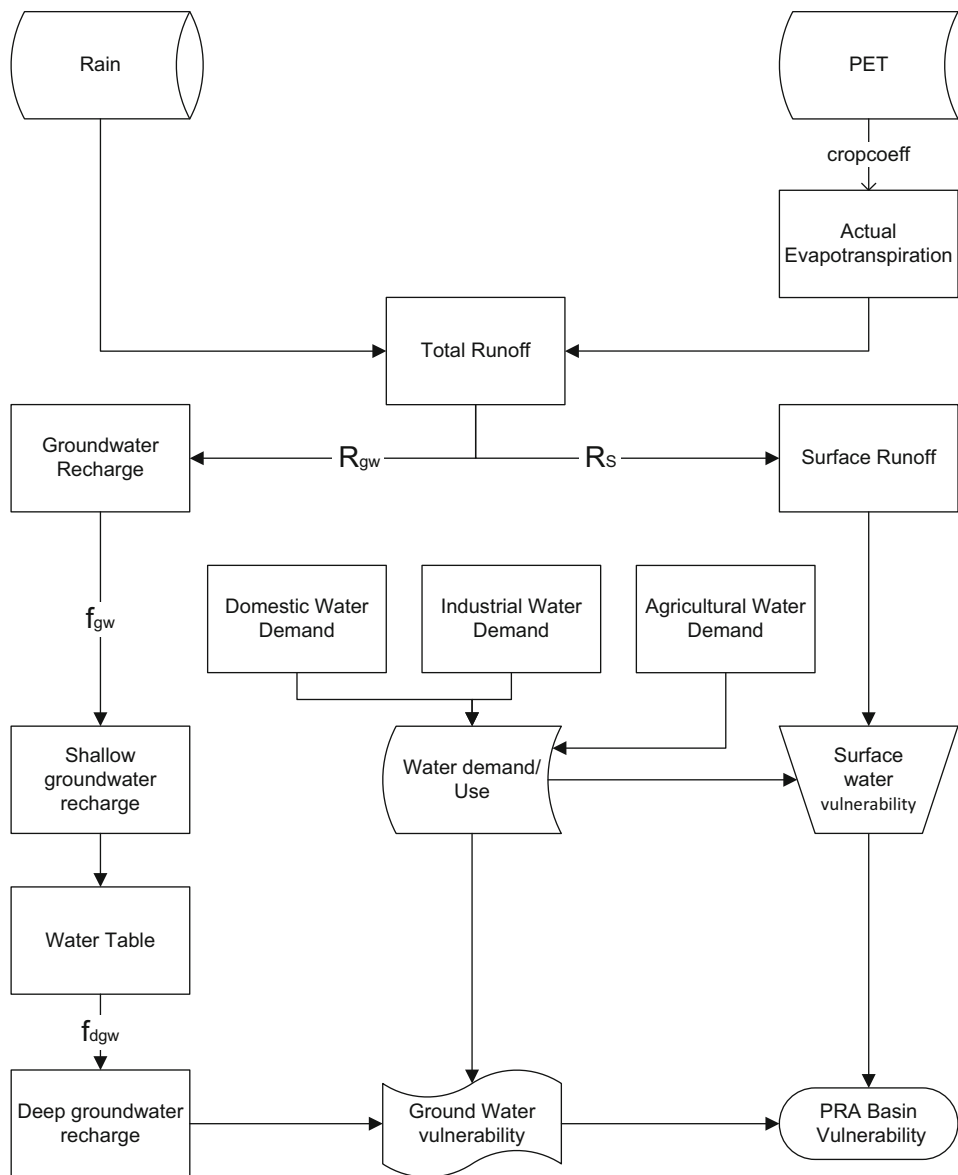 Rain
PET
cropcoeff
Actual
Evapotranspiration
Total Runoff
Groundwater
Recharge
Rgw
Rs
Surface Runoff
fgw
Domestic Water
Demand
Industrial Water
Demand
Agricultural Water
Demand
Shallow
groundwater
recharge
Water demand/
Use
Surface
water
vulnerability
Water Table
fdgw
Deep groundwater
recharge
Ground Water
vulnerability
PRA Basin
Vulnerability